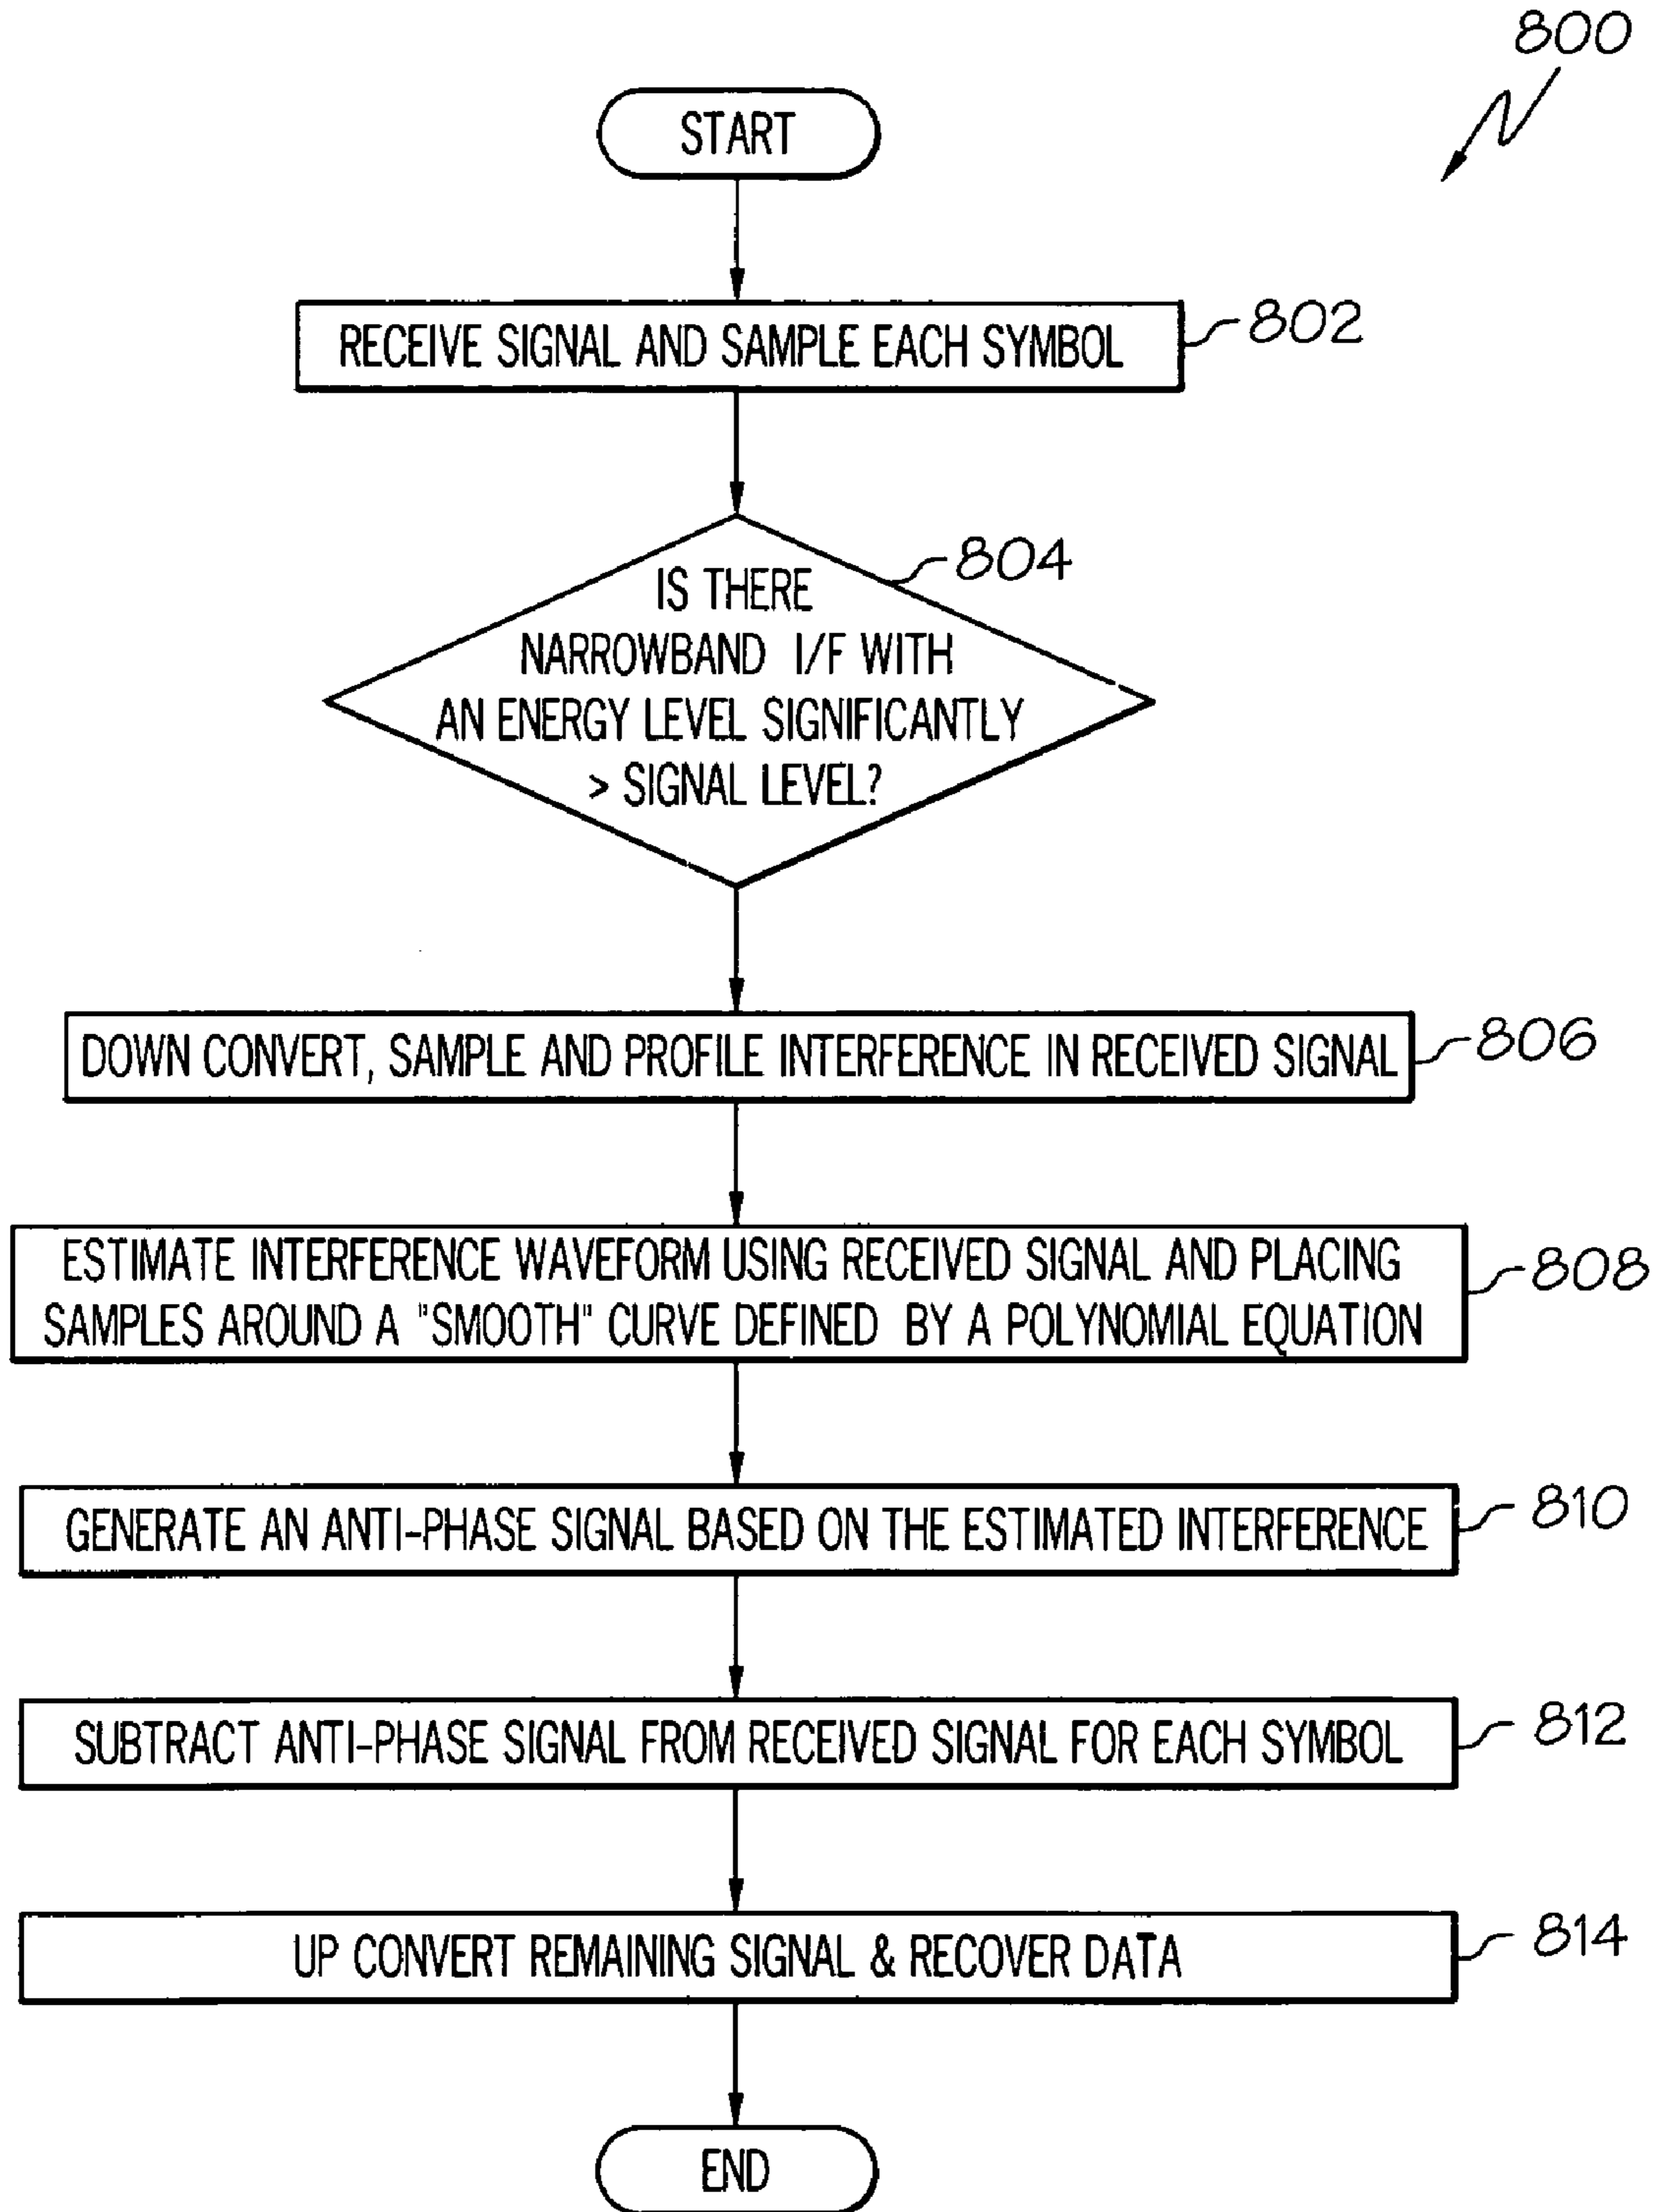 800
START
RECEIVE SIGNAL AND SAMPLE EACH SYMBOL
802
804
IS THERE
NARROWBAND I/F WITH
AN ENERGY LEVEL SIGNIFICANTLY
> SIGNAL LEVEL?
DOWN CONVERT, SAMPLE AND PROFILE INTERFERENCE IN RECEIVED SIGNAL
806
ESTIMATE INTERFERENCE WAVEFORM USING RECEIVED SIGNAL AND PLACING
SAMPLES AROUND A "SMOOTH" CURVE DEFINED BY A POLYNOMIAL EQUATION
808
GENERATE AN ANTI-PHASE SIGNAL BASED ON THE ESTIMATED INTERFERENCE
810
SUBTRACT ANTI-PHASE SIGNAL FROM RECEIVED SIGNAL FOR EACH SYMBOL
812
UP CONVERT REMAINING SIGNAL & RECOVER DATA
814
END